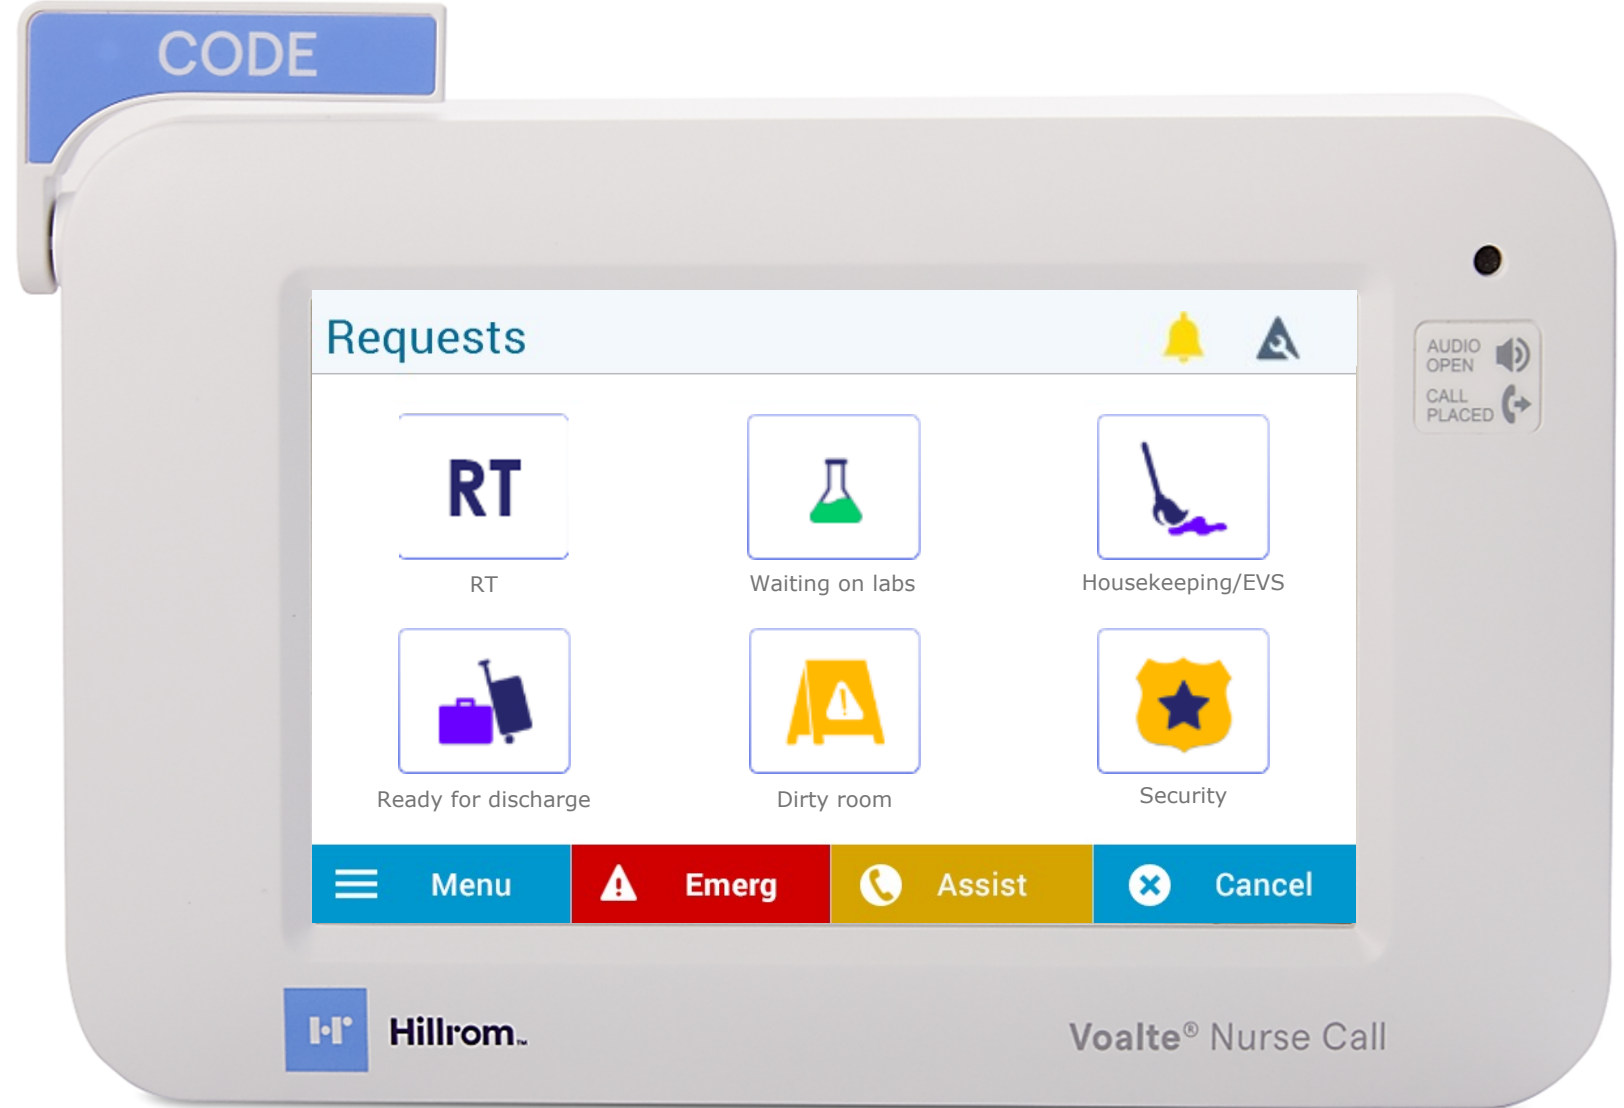 CODE
Requests
AUDIO
OPEN
CALL
PLACED
RT
RT
Waiting on labs
Housekeeping/EVS
Ready for discharge
Dirty room
Security
Menu
Emerg
Assist
Cancel
Hillrom™
Voalte® Nurse Call